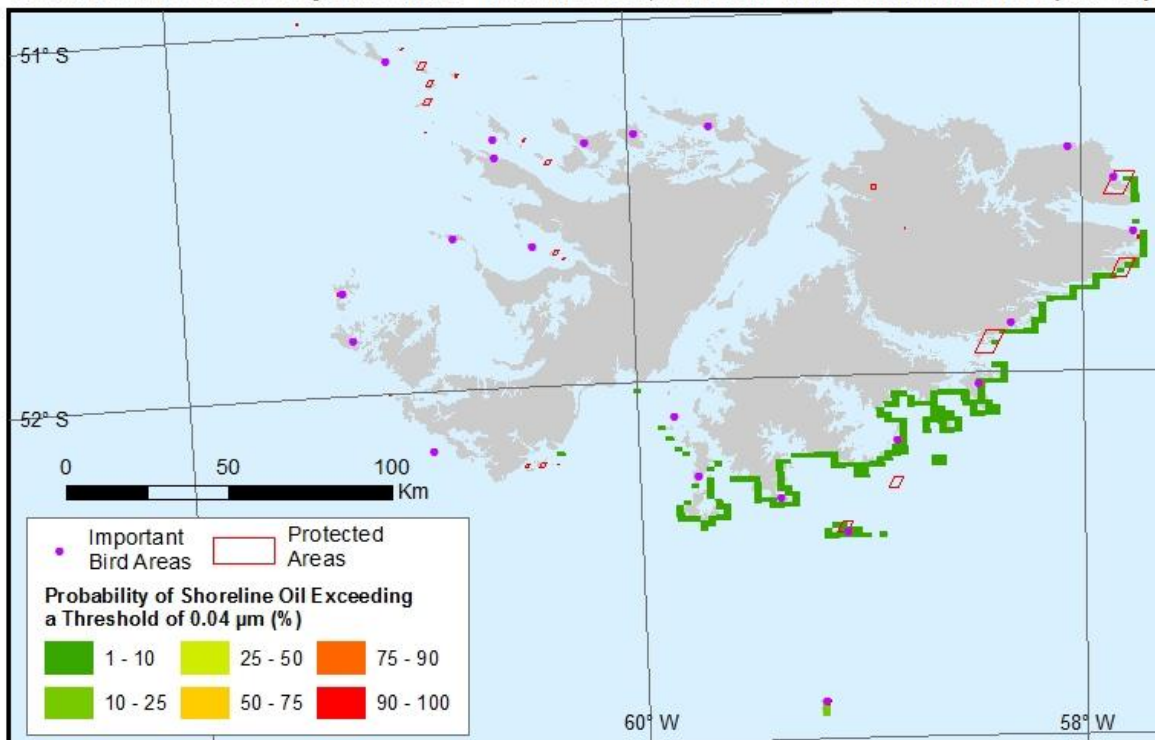 51° S
52° S
0 50 100
Km
60° W
58° W
Important
Bird Areas
Protected
Areas
Probability of Shoreline Oil Exceeding
a Threshold of 0.04 µm (%)
1 - 10 25 - 50 75 - 90
10 - 25 50 - 75 90 - 100